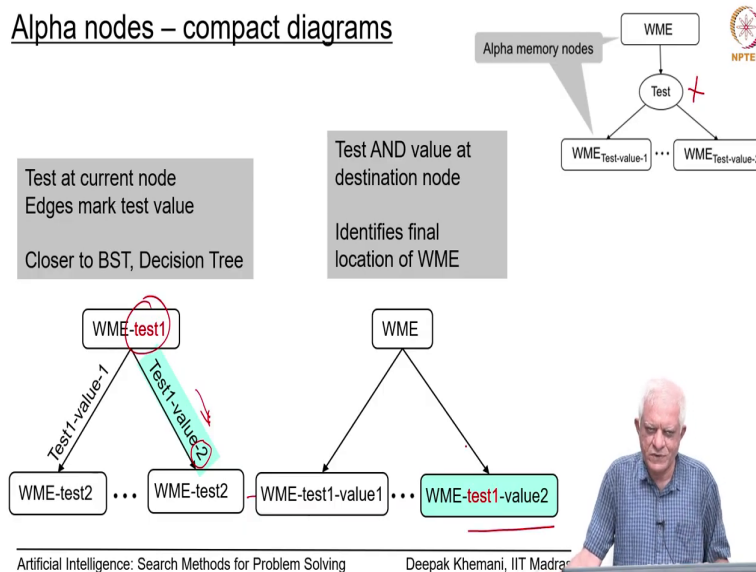 Alpha nodes – compact diagrams
WME
NPTE
Alpha memory nodes
Test
WME Test-value-1 ••• WME Test-value-
Test at current node
Edges mark test value
Closer to BST, Decision Tree
Test AND value at
destination node
Identifies final
location of WME
WME-test1
WME
Test1-value-1
Test1-value-2
WME-test2 ••• WME-test2
WME-test1-value1 ••• WME-test1-value2
Artificial Intelligence: Search Methods for Problem Solving
Deepak Khemani, IIT Madras